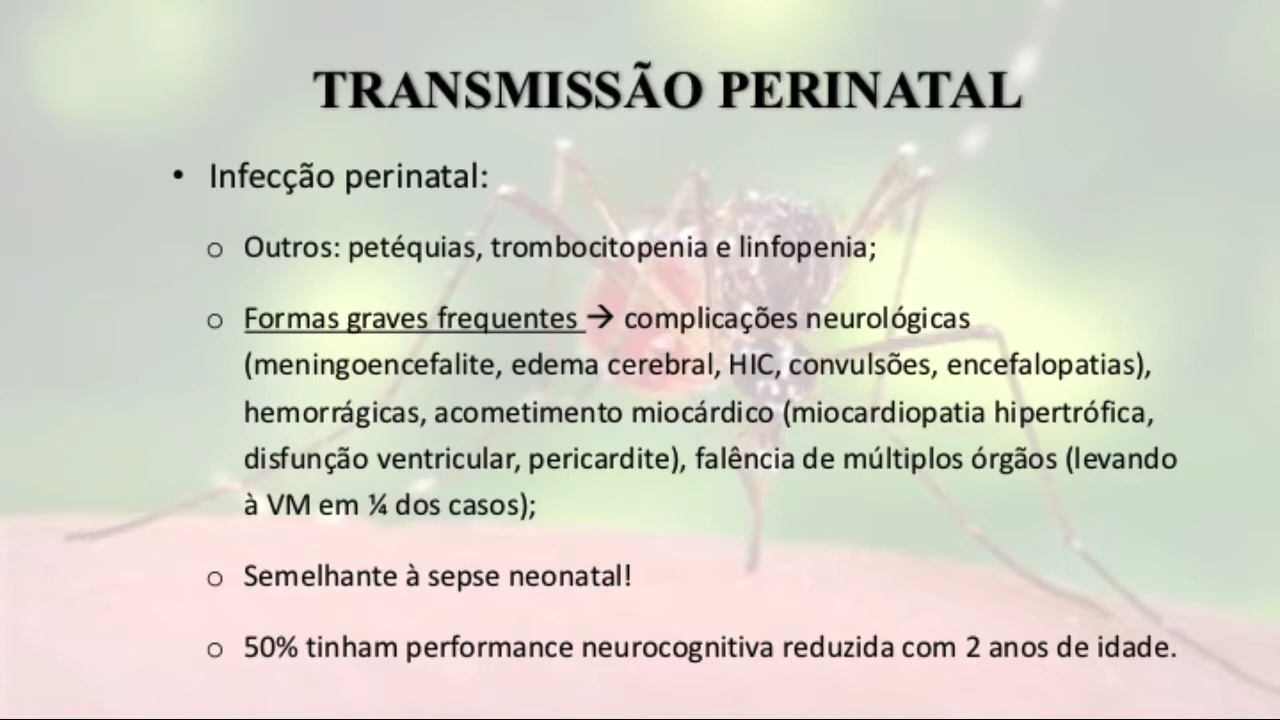 TRANSMISSÃO PERINATAL
• Infecção perinatal:
o Outros: petéquias, trombocitopenia e linfopenia;
o Formas graves frequentes → complicações neurológicas
(meningoencefalite, edema cerebral, HIC, convulsões, encefalopatias),
hemorrágicas, acometimento miocárdico (miocardiopatia hipertrófica,
disfunção ventricular, pericardite), falência de múltiplos órgãos (levando
à VM em ¼ dos casos);
o Semelhante à sepse neonatal!
o 50% tinham performance neurocognitiva reduzida com 2 anos de idade.